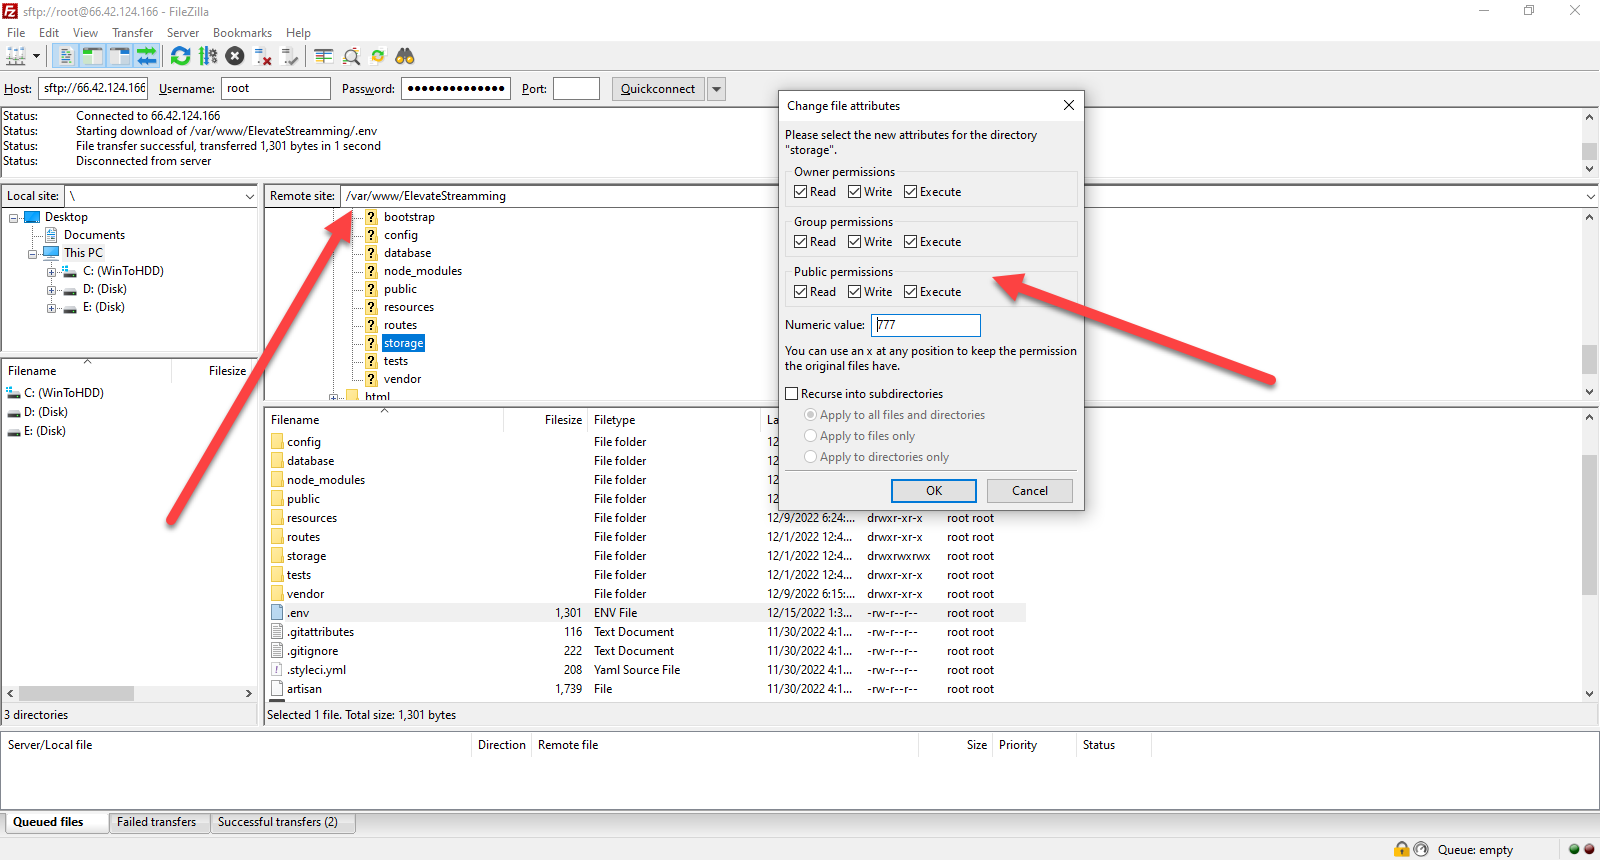 sftp://root@66.42.124.166 - FileZilla
File Edit View Transfer Server Bookmarks Help
Host: sftp://66.42.124.166 Username: root Password: ●●●●●●●●●●●●●● Port: Quickconnect
Status: Connected to 66.42.124.166
Status: Starting download of /var/www/ElevateStreamming/.env
Status: File transfer successful, transferred 1,301 bytes in 1 second
Status: Disconnected from server
Local site: \
Desktop
Documents
This PC
C: (WinToHDD)
D: (Disk)
E: (Disk)
Filename Filesize
C: (WinToHDD)
D: (Disk)
E: (Disk)
3 directories
Remote site: /var/www/ElevateStreamming
bootstrap
config
database
node_modules
public
resources
routes
storage
tests
vendor
html
Filename Filesize Filetype La
config File folder 12
database File folder 12
node_modules File folder 12
public File folder 12
resources File folder 12/9/2022 6:24:... drwxr-xr-x root root
routes File folder 12/1/2022 12:4... drwxr-xr-x root root
storage File folder 12/1/2022 12:4... drwxrwxrwx root root
tests File folder 12/1/2022 12:4... drwxr-xr-x root root
vendor File folder 12/9/2022 6:15:... drwxr-xr-x root root
.env 1,301 ENV File 12/15/2022 1:3... -rw-r--r-- root root
.gitattributes 116 Text Document 11/30/2022 4:1... -rw-r--r-- root root
.gitignore 222 Text Document 11/30/2022 4:1... -rw-r--r-- root root
.styleci.yml 208 Yaml Source File 11/30/2022 4:1... -rw-r--r-- root root
artisan 1,739 File 11/30/2022 4:1... -rw-r--r-- root root
Selected 1 file. Total size: 1,301 bytes
Change file attributes
Please select the new attributes for the directory
"storage".
Owner permissions
Read Write Execute
Group permissions
Read Write Execute
Public permissions
Read Write Execute
Numeric value: 777
You can use an x at any position to keep the permission
the original files have.
Recurse into subdirectories
Apply to all files and directories
Apply to files only
Apply to directories only
OK Cancel
Server/Local file Direction Remote file Size Priority Status
Queued files Failed transfers Successful transfers (2)
Queue: empty